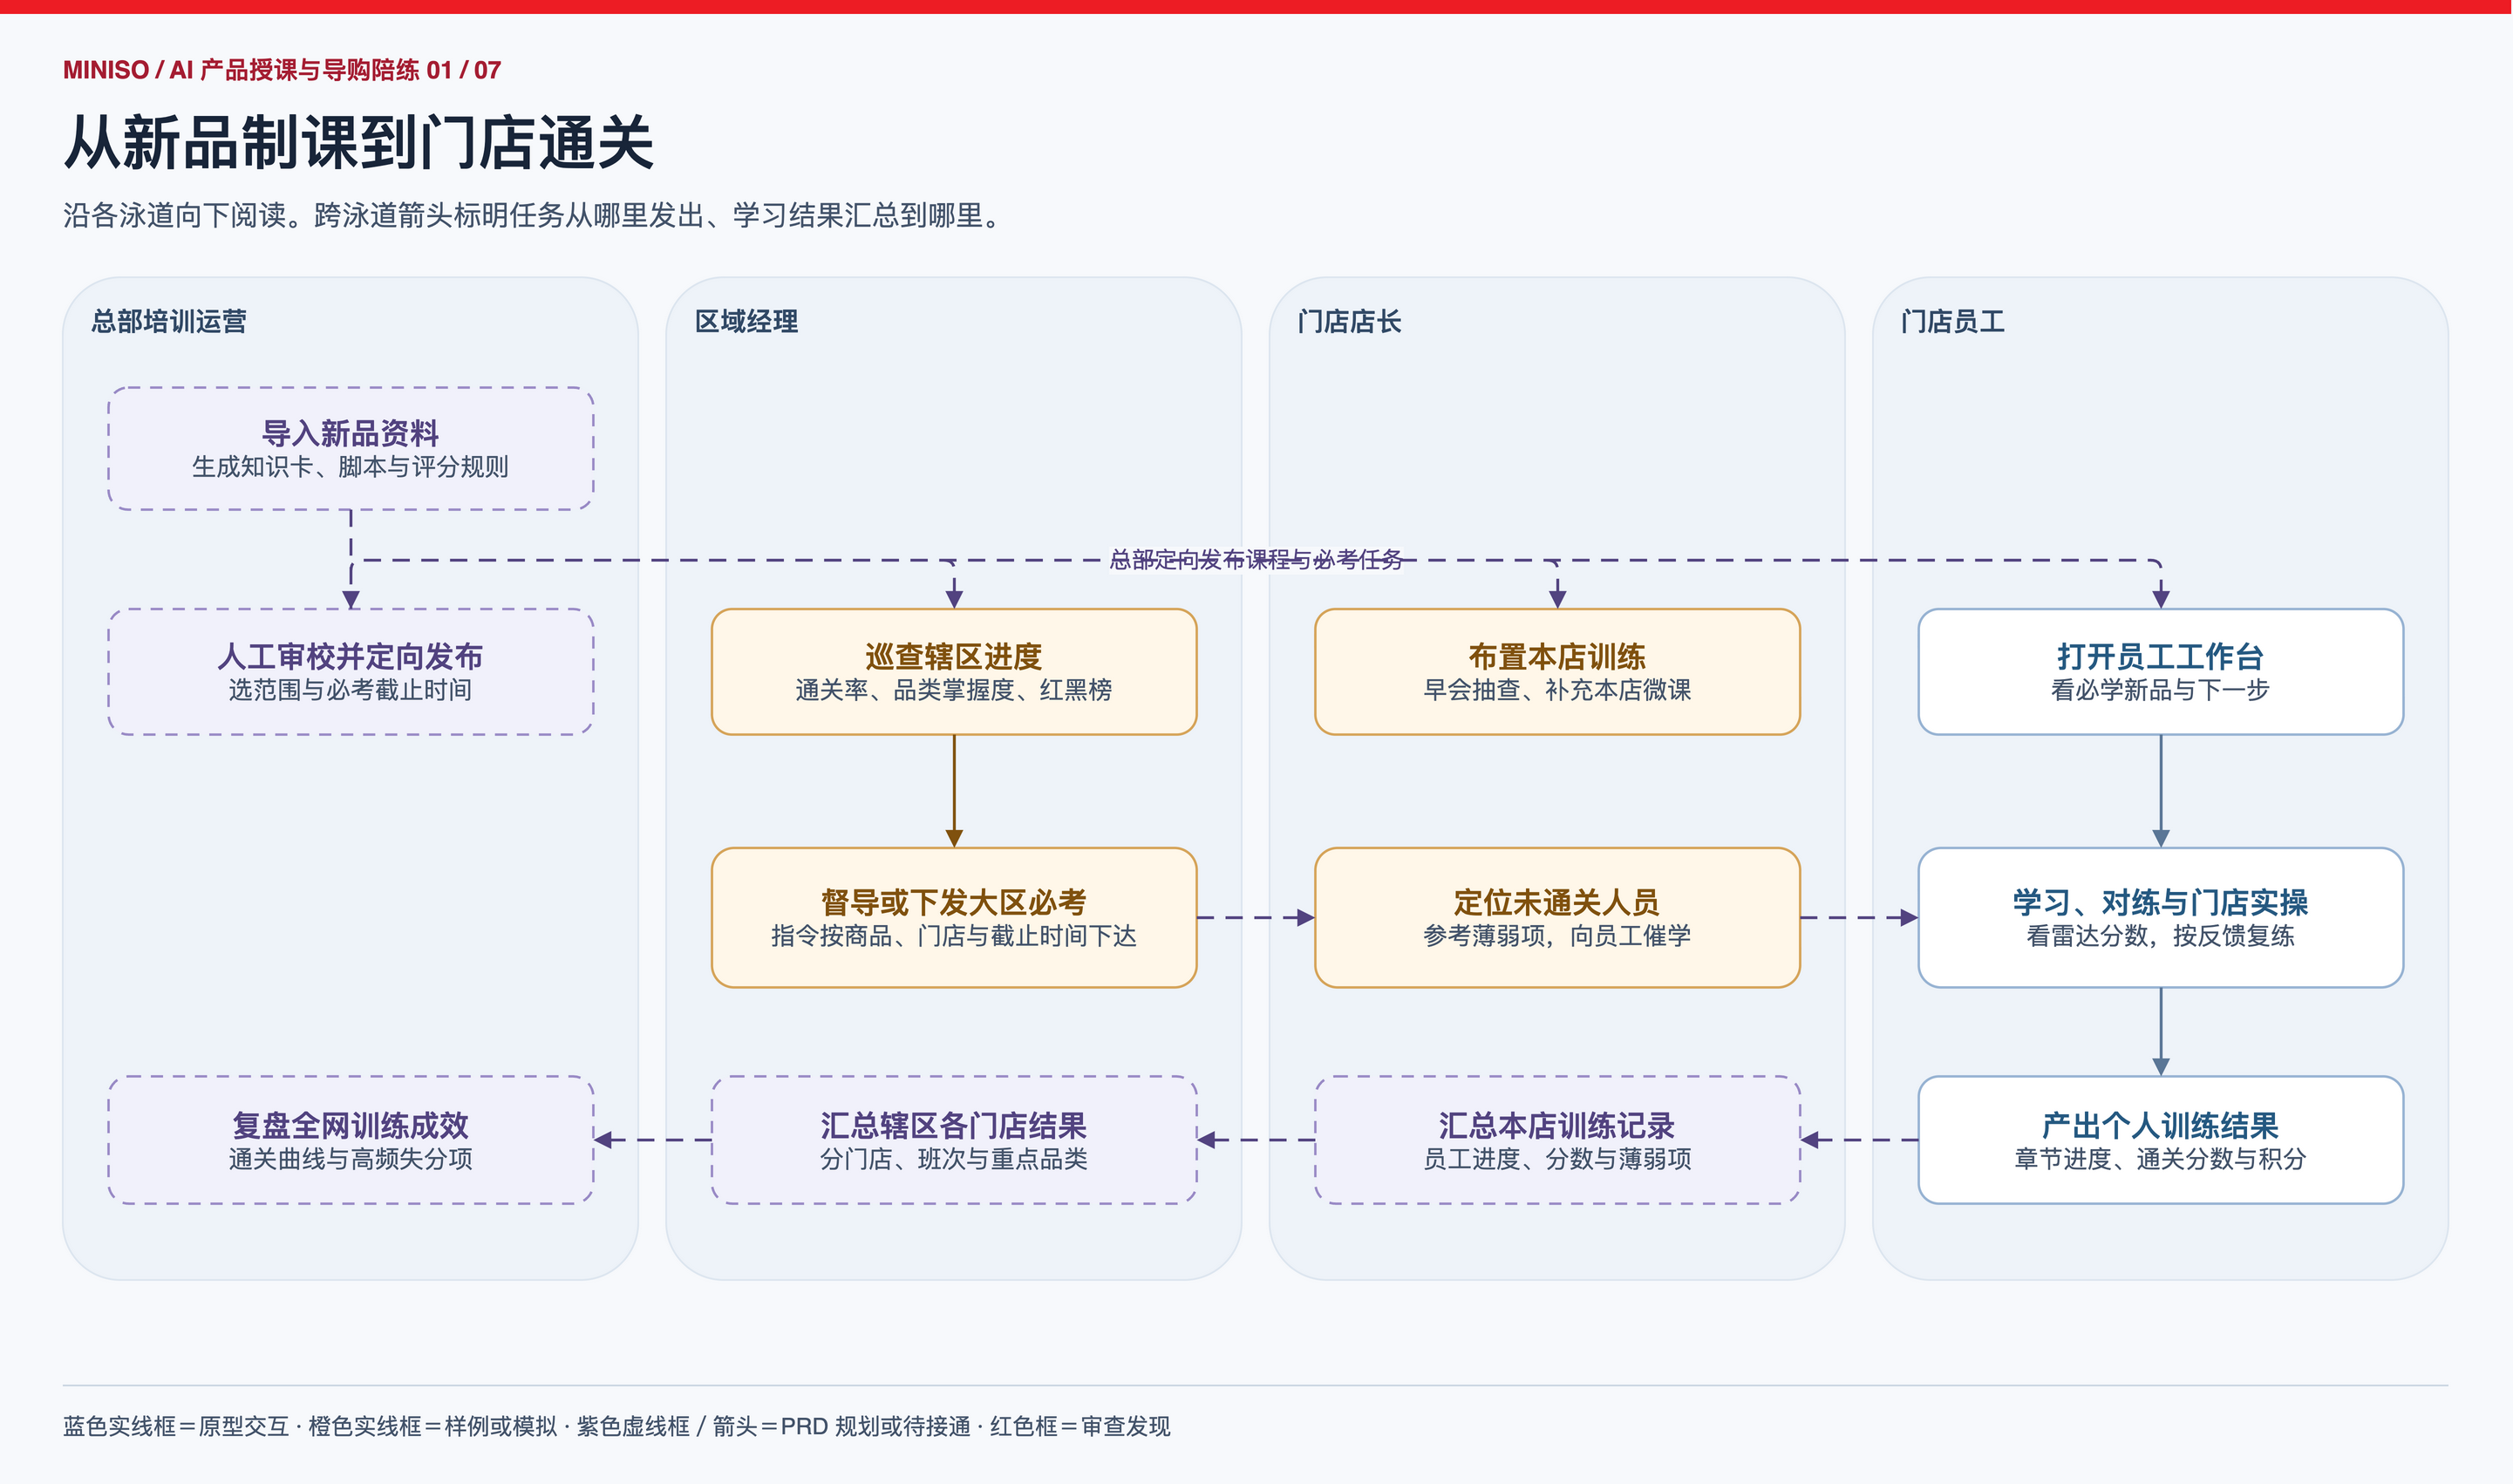 MINISO / AI 产品授课与导购陪练 01 / 07
从新品制课到门店通关
沿各泳道向下阅读。跨泳道箭头标明任务从哪里发出、学习结果汇总到哪里。
总部培训运营
区域经理
门店店长
门店员工
导入新品资料
生成知识卡、脚本与评分规则
总部定向发布课程与必考任务
人工审校并定向发布
选范围与必考截止时间
巡查辖区进度
通关率、品类掌握度、红黑榜
布置本店训练
早会抽查、补充本店微课
打开员工工作台
看必学新品与下一步
督导或下发大区必考
指令按商品、门店与截止时间下达
定位未通关人员
参考薄弱项，向员工催学
学习、对练与门店实操
看雷达分数，按反馈复练
复盘全网训练成效
通关曲线与高频失分项
汇总辖区各门店结果
分门店、班次与重点品类
汇总本店训练记录
员工进度、分数与薄弱项
产出个人训练结果
章节进度、通关分数与积分
蓝色实线框＝原型交互 · 橙色实线框＝样例或模拟 · 紫色虚线框 / 箭头＝PRD 规划或待接通 · 红色框＝审查发现